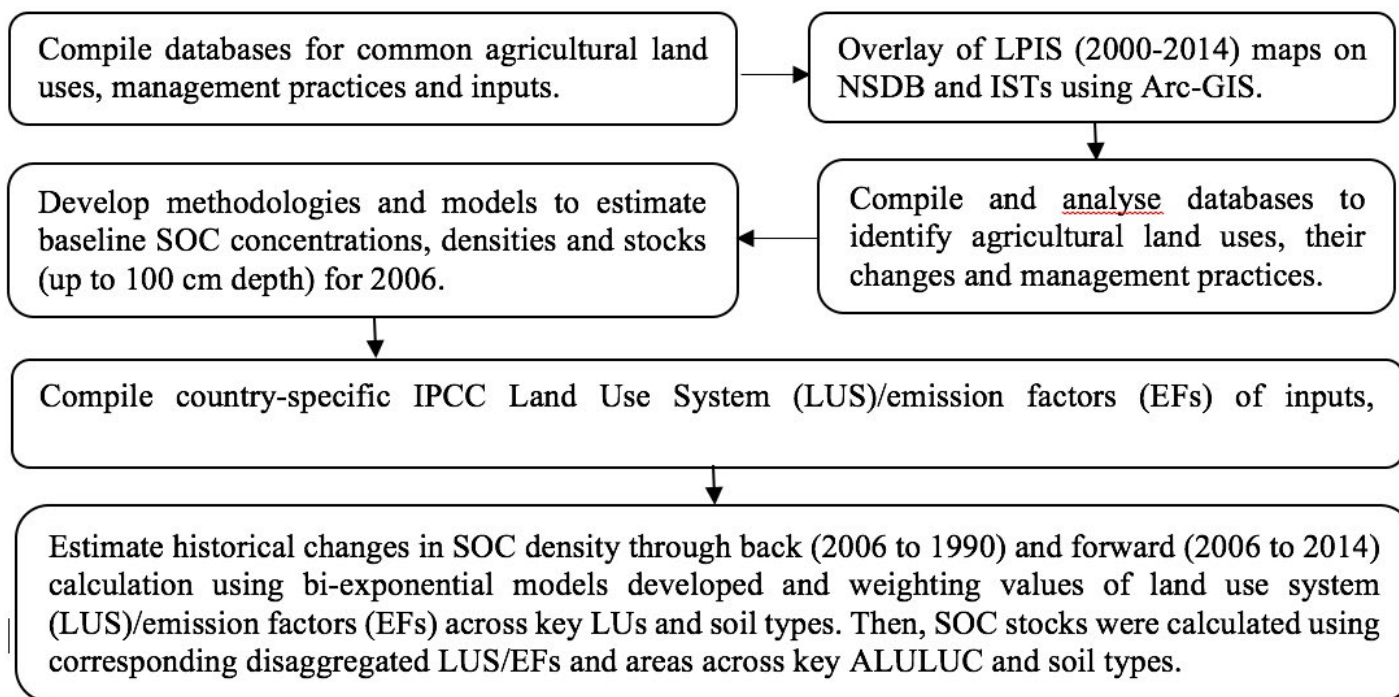 Compile databases for common agricultural land
uses, management practices and inputs.
Overlay of LPIS (2000-2014) maps on
NSDB and ISTs using Arc-GIS.
Compile and analyse databases to
identify agricultural land uses, their
changes and management practices.
Develop methodologies and models to estimate
baseline SOC concentrations, densities and stocks
(up to 100 cm depth) for 2006.
Compile country-specific IPCC Land Use System (LUS)/emission factors (EFs) of inputs,
Estimate historical changes in SOC density through back (2006 to 1990) and forward (2006 to 2014)
calculation using bi-exponential models developed and weighting values of land use system
(LUS)/emission factors (EFs) across key LUs and soil types. Then, SOC stocks were calculated using
corresponding disaggregated LUS/EFs and areas across key ALULUC and soil types.